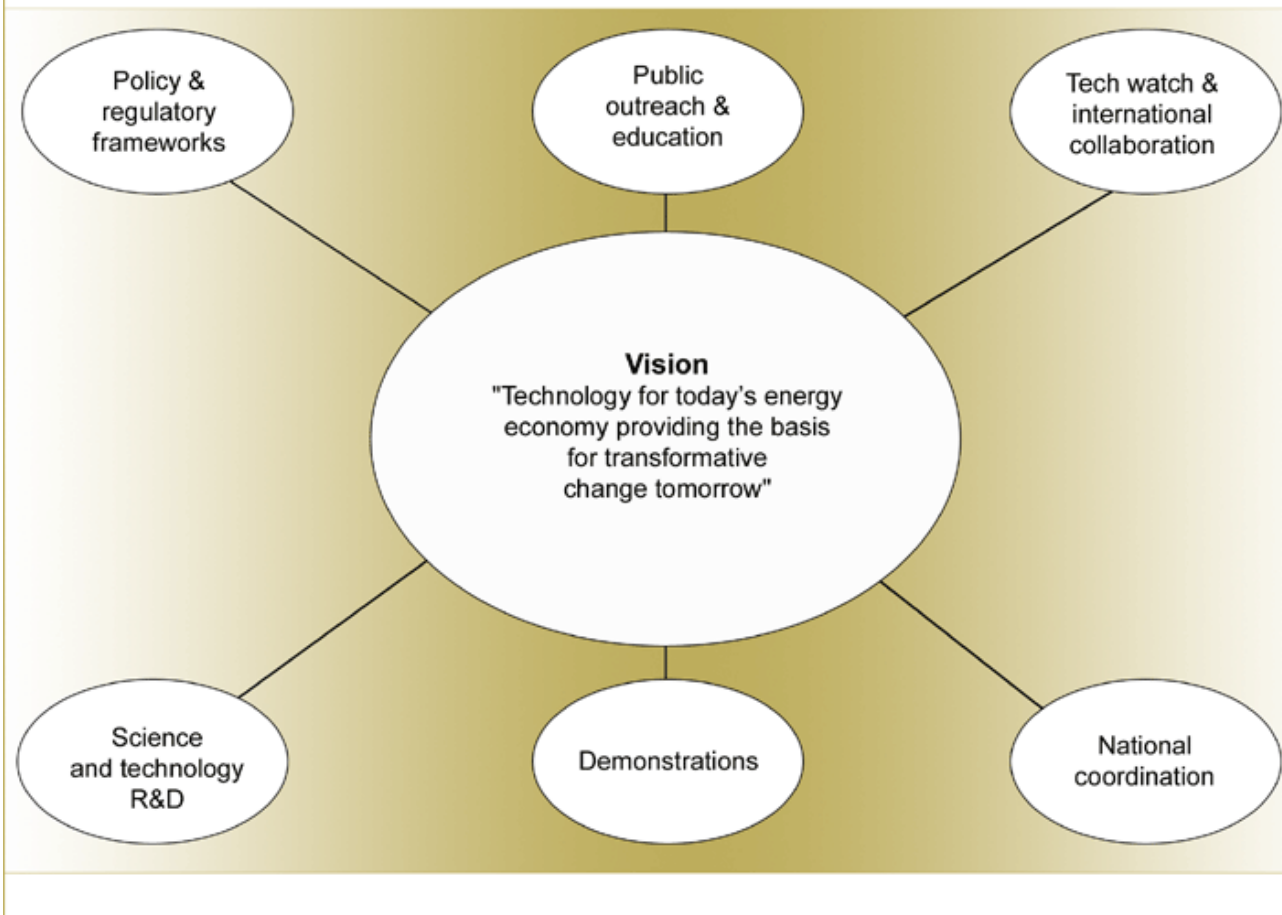 Policy &
regulatory
frameworks
Public
outreach &
education
Tech watch &
international
collaboration
Vision
"Technology for today’s energy
economy providing the basis
for transformative
change tomorrow"
Science
and technology
R&D
Demonstrations
National
coordination